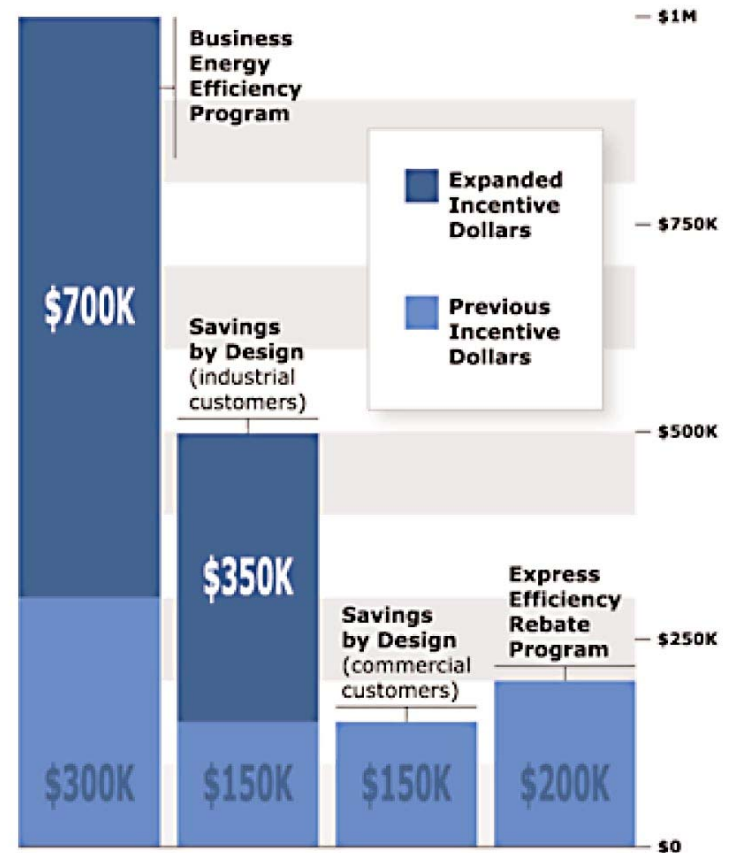 $1M
Business
Energy
Efficiency
Program
Expanded
Incentive
Dollars
$750K
$700K
Previous
Incentive
Dollars
Savings
by Design
(industrial
customers)
$500K
$350K
Express
Efficiency
Rebate
Program
Savings
by Design
(commercial
customers)
$250K
$300K
$150K
$150K
$200K
$0